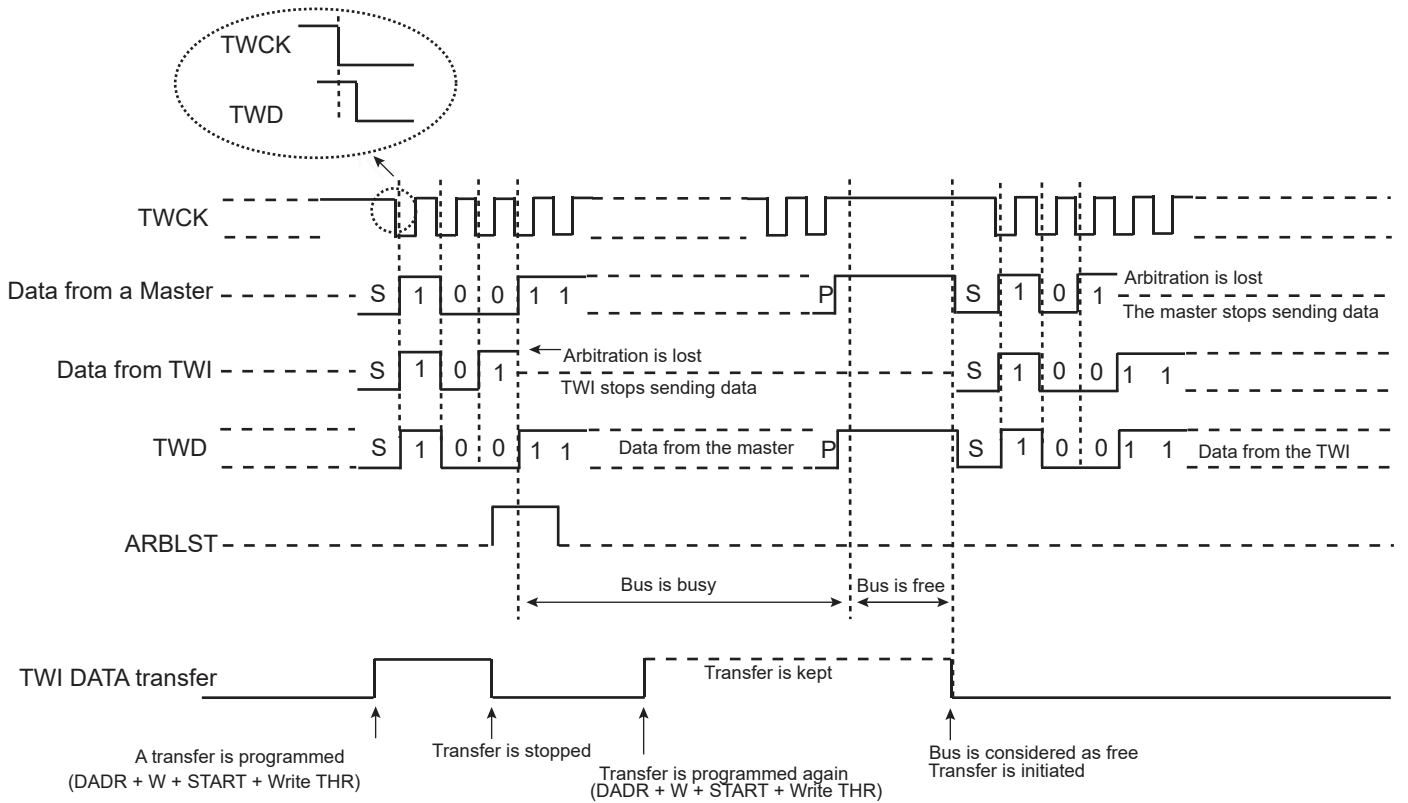 TWCK
TWD
TWCK
Data from a Master S 1 0 0 1 1 P S 1 0 1 Arbitration is lost
The master stops sending data
Data from TWI S 1 0 1 Arbitration is lost S 1 0 0 1 1
TWI stops sending data
TWD S 1 0 0 1 1 Data from the master P S 1 0 0 1 1 Data from the TWI
ARBLST
Bus is busy Bus is free
TWI DATA transfer Transfer is kept
A transfer is programmed
(DADR + W + START + Write THR)
Transfer is stopped
Transfer is programmed again
(DADR + W + START + Write THR)
Bus is considered as free
Transfer is initiated